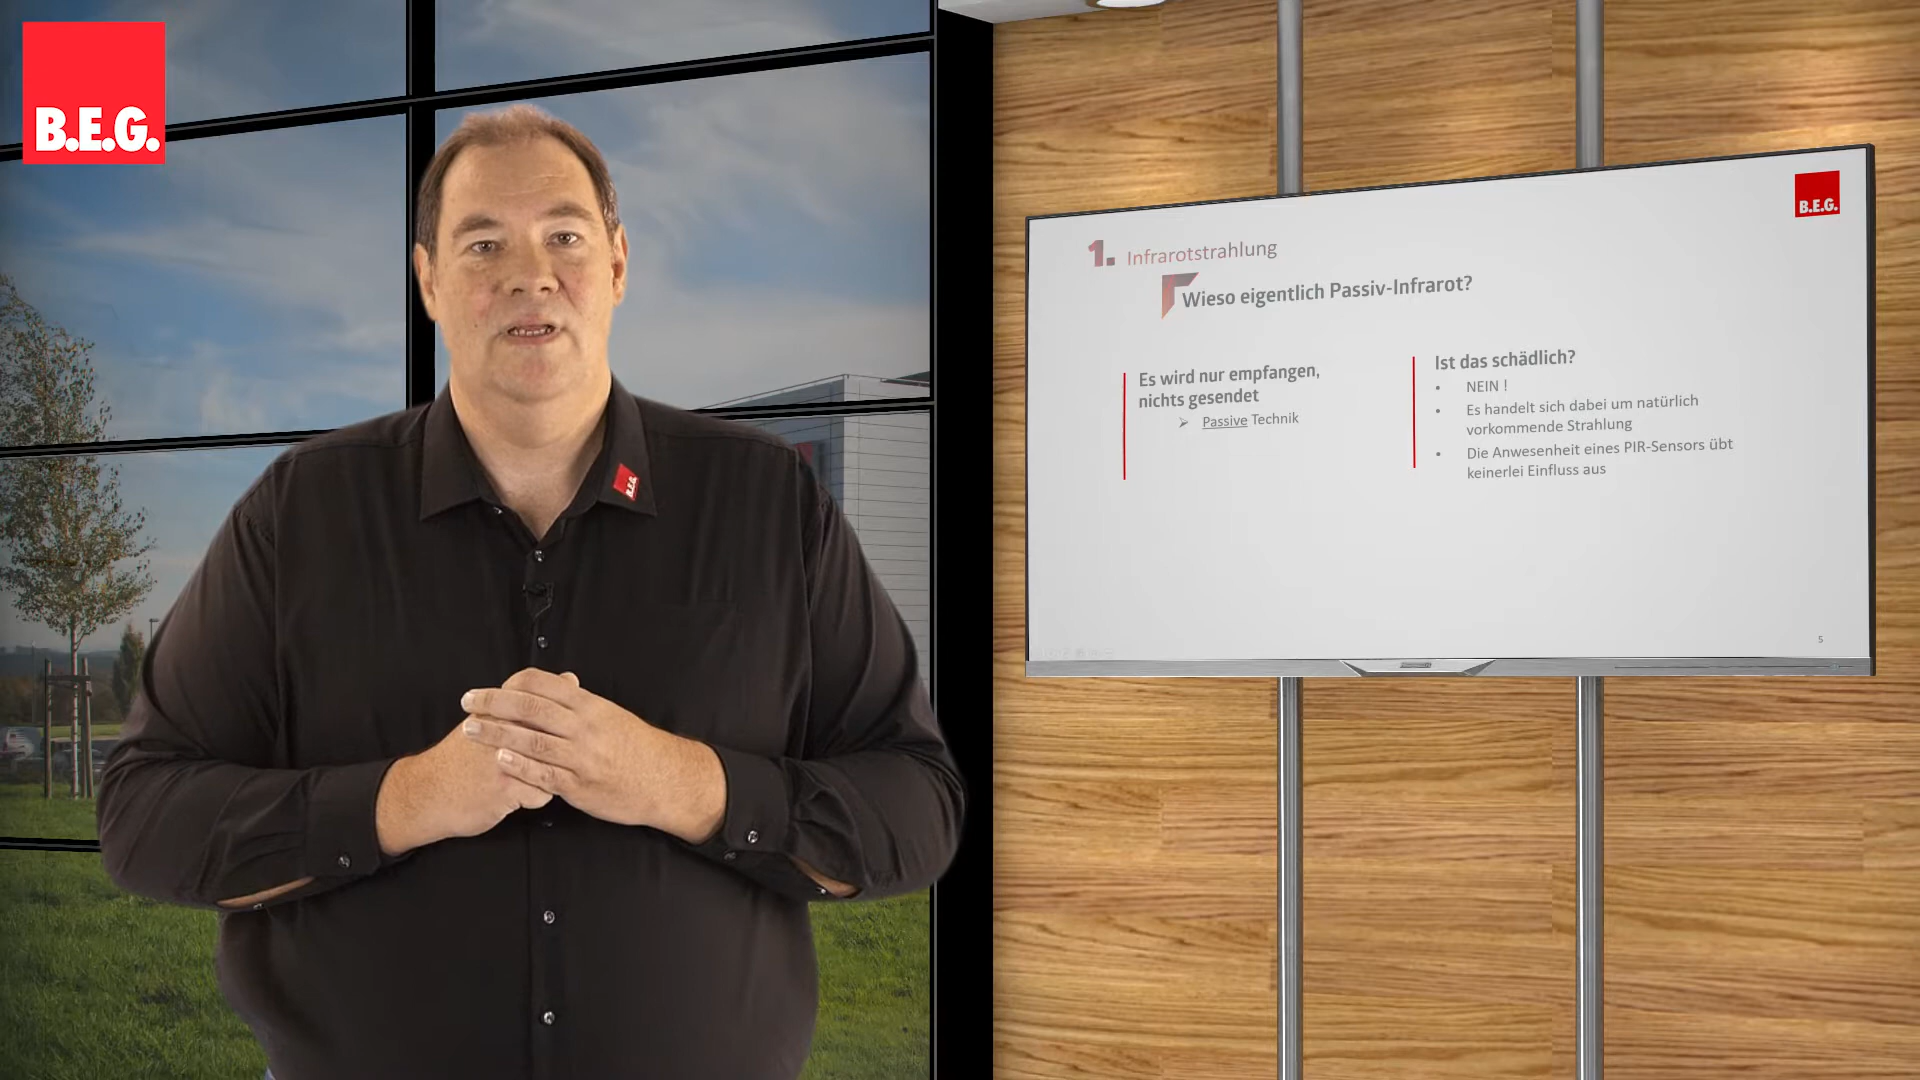 B.E.G.
B.E.G.
B.E.G.
1. Infrarotstrahlung
Wieso eigentlich Passiv-Infrarot?
Es wird nur empfangen,
nichts gesendet
Passive Technik
Ist das schädlich?
NEIN !
Es handelt sich dabei um natürlich
vorkommende Strahlung
Die Anwesenheit eines PIR-Sensors übt
keinerlei Einfluss aus
5